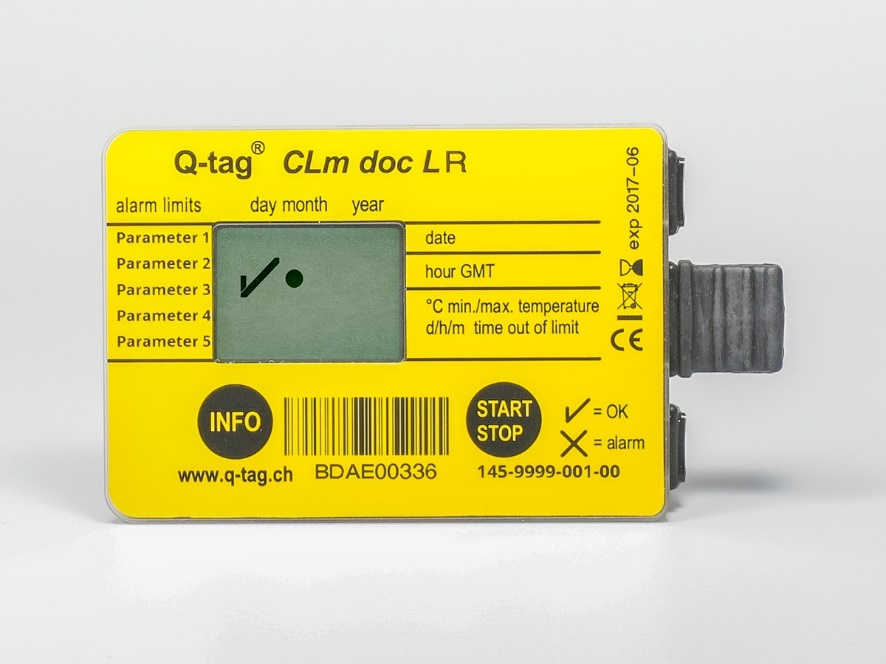 Q-tag® CLm doc L R
alarm limits day month year
Parameter 1
Parameter 2
Parameter 3
Parameter 4
Parameter 5
date
hour GMT
°C min./max. temperature
d/h/m time out of limit
exp 2017-06
CE
INFO
START
STOP
✓ = OK
✗ = alarm
www.q-tag.ch BDAE00336 145-9999-001-00